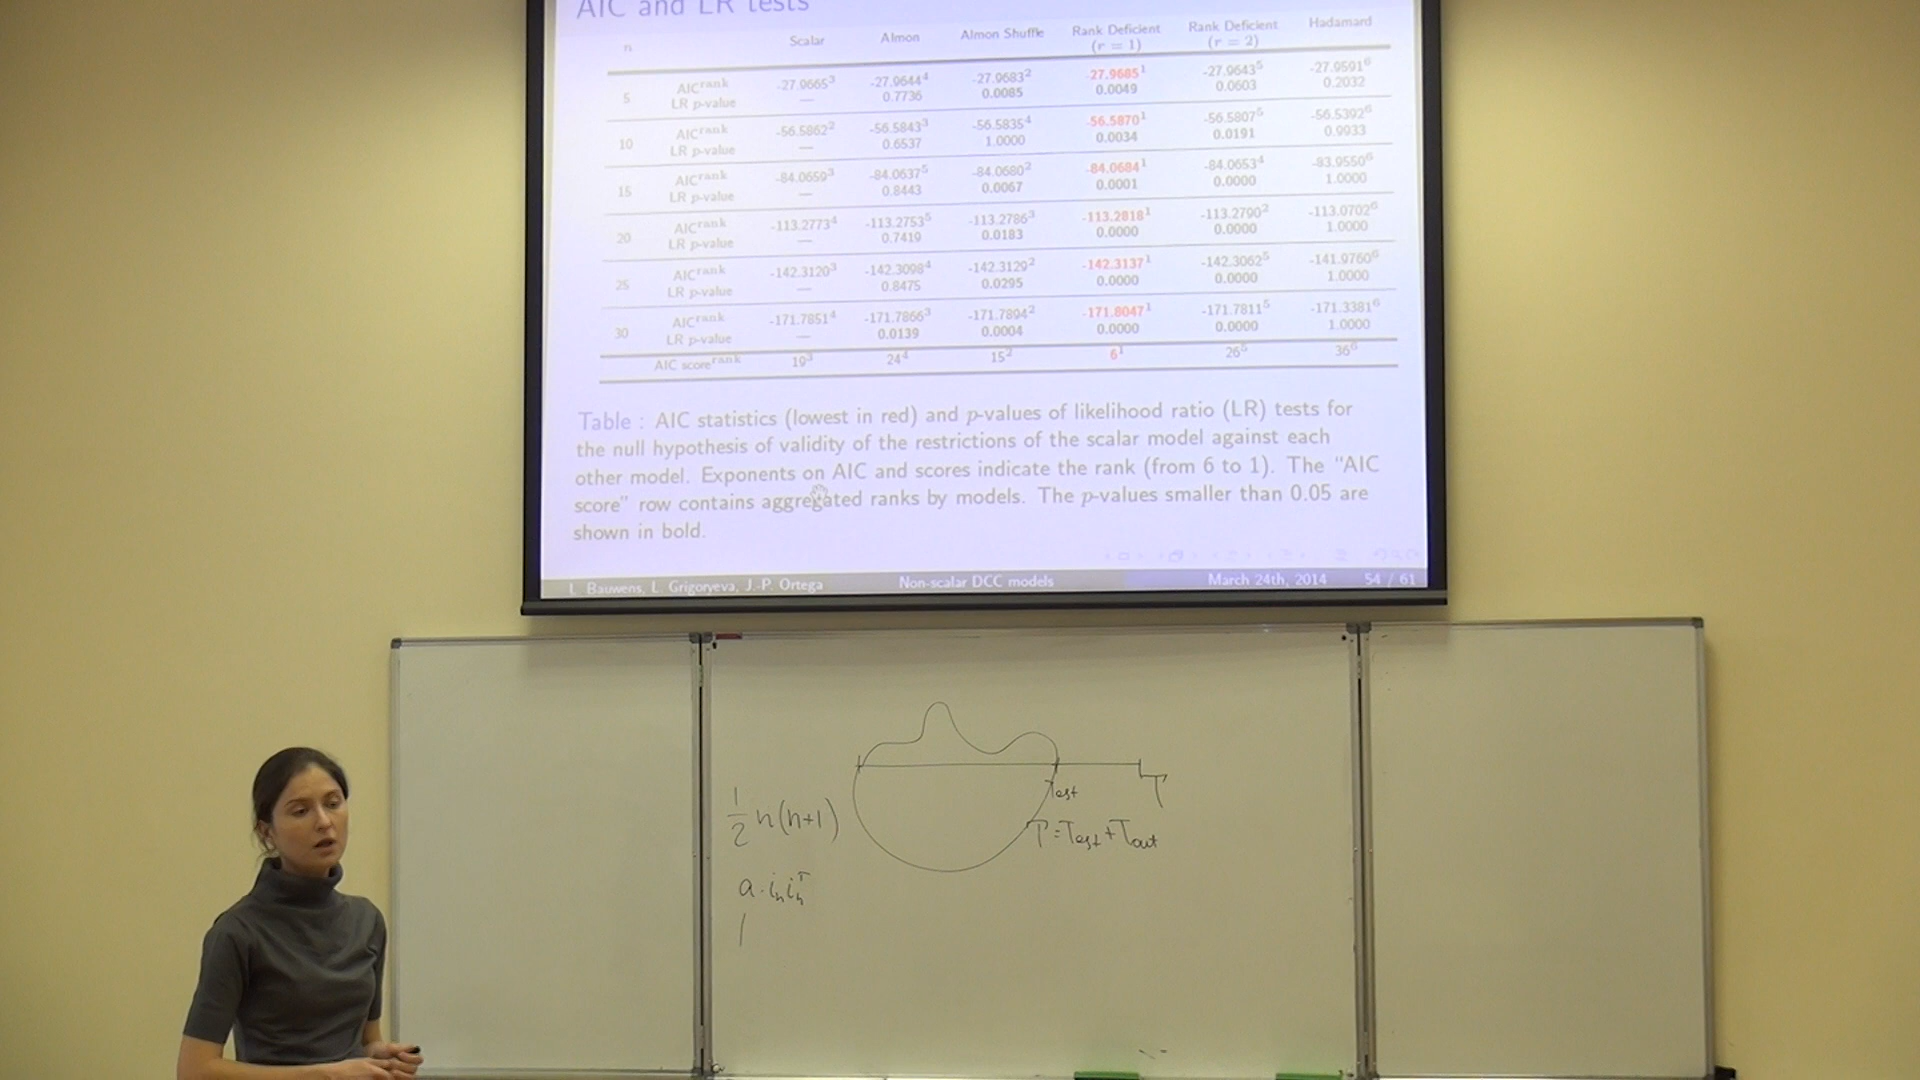 AIC and LR tests
n Scalar Almon Almon Shuffle Rank Deficient (r = 1) Rank Deficient (r = 2) Hadamard
5 AIC^rank -27.9665^3 -27.9644^4 -27.9683^2 -27.9685^1 -27.9643^5 -27.9591^6
LR p-value — 0.7736 0.0085 0.0049 0.0603 0.2032
10 AIC^rank -56.5862^2 -56.5843^3 -56.5835^4 -56.5870^1 -56.5807^5 -56.5392^6
LR p-value — 0.6537 1.0000 0.0034 0.0191 0.9933
15 AIC^rank -84.0659^3 -84.0637^5 -84.0680^2 -84.0684^1 -84.0653^4 -83.9550^6
LR p-value — 0.8443 0.0067 0.0001 0.0000 1.0000
20 AIC^rank -113.2773^4 -113.2753^5 -113.2786^3 -113.2818^1 -113.2790^2 -113.0702^6
LR p-value — 0.7419 0.0183 0.0000 0.0000 1.0000
25 AIC^rank -142.3120^3 -142.3098^4 -142.3129^2 -142.3137^1 -142.3062^5 -141.9760^6
LR p-value — 0.8475 0.0295 0.0000 0.0000 1.0000
30 AIC^rank -171.7851^4 -171.7866^3 -171.7894^2 -171.8047^1 -171.7811^5 -171.3381^6
LR p-value — 0.0139 0.0004 0.0000 0.0000 1.0000
AIC score^rank 19^3 24^4 15^2 6^1 26^5 36^6
Table : AIC statistics (lowest in red) and p-values of likelihood ratio (LR) tests for
the null hypothesis of validity of the restrictions of the scalar model against each
other model. Exponents on AIC and scores indicate the rank (from 6 to 1). The "AIC
score" row contains aggregated ranks by models. The p-values smaller than 0.05 are
shown in bold.
L. Bauwens, L. Grigoryeva, J.-P. Ortega Non-scalar DCC models March 24th, 2014 54 / 61
Test T
1/2 n(n+1)
T=Test+Tout
a·i_n i_n^T